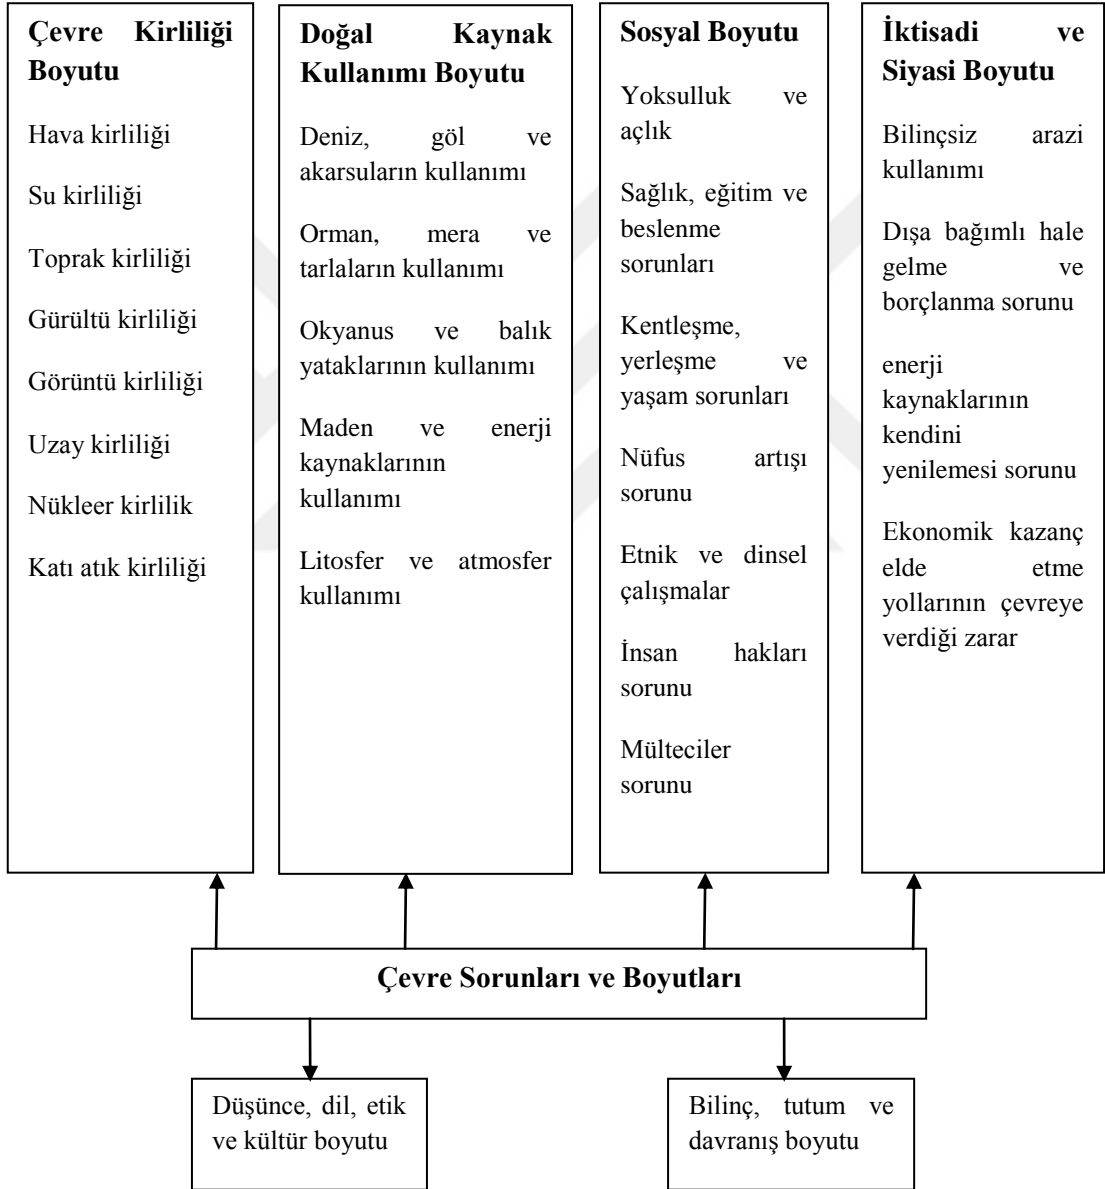 Çevre Kirliliği
Boyutu
Hava kirliliği
Su kirliliği
Toprak kirliliği
Gürültü kirliliği
Görüntü kirliliği
Uzay kirliliği
Nükleer kirlilik
Katı atık kirliliği
Doğal Kaynak
Kullanımı Boyutu
Deniz, göl ve
akarsuların kullanımı
Orman, mera ve
tarlaların kullanımı
Okyanus ve balık
yataklarının kullanımı
Maden ve enerji
kaynaklarının
kullanımı
Litosfer ve atmosfer
kullanımı
Sosyal Boyutu
Yoksulluk ve
açlık
Sağlık, eğitim ve
beslenme
sorunları
Kentleşme,
yerleşme ve
yaşam sorunları
Nüfus artışı
sorunu
Etnik ve dinsel
çalışmalar
İnsan hakları
sorunu
Mülteciler
sorunu
İktisadi ve
Siyasi Boyutu
Bilinçsiz arazi
kullanımı
Dışa bağımlı hale
gelme ve
borçlanma sorunu
enerji
kaynaklarının
kendini
yenilemesi sorunu
Ekonomik kazanç
elde etme
yollarının çevreye
verdiği zarar
Çevre Sorunları ve Boyutları
Düşünce, dil, etik
ve kültür boyutu
Bilinç, tutum ve
davranış boyutu